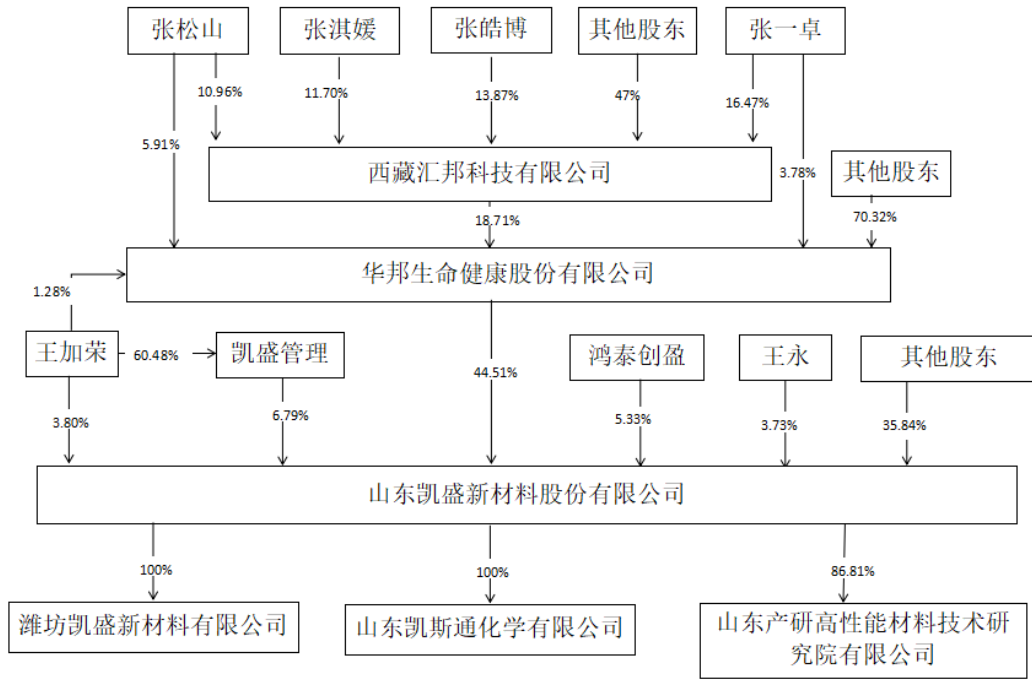 张松山
张淇媛
张皓博
其他股东
张一卓
10.96%
11.70%
13.87%
47%
16.47%
5.91%
西藏汇邦科技有限公司
3.78%
其他股东
18.71%
70.32%
华邦生命健康股份有限公司
1.28%
王加荣
60.48%
凯盛管理
44.51%
鸿泰创盈
王永
其他股东
3.80%
6.79%
5.33%
3.73%
35.84%
山东凯盛新材料股份有限公司
100%
100%
86.81%
潍坊凯盛新材料有限公司
山东凯斯通化学有限公司
山东产研高性能材料技术研
究院有限公司